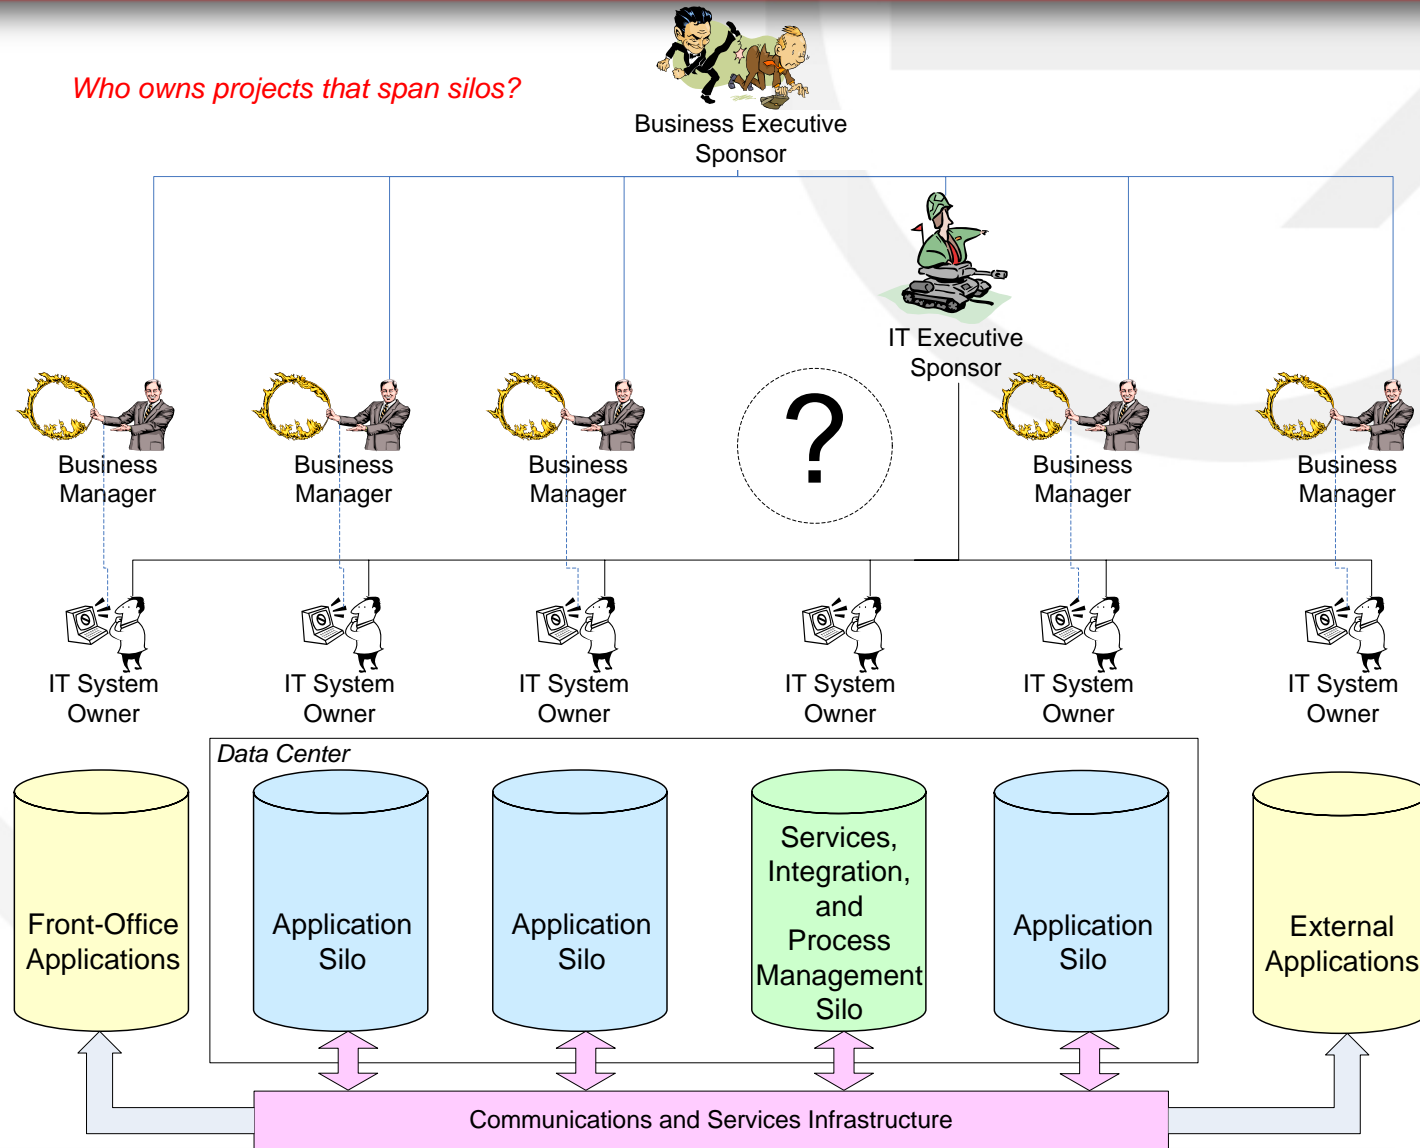 Who owns projects that span silos?
Business Executive
Sponsor
IT Executive
Sponsor
?
Business
Manager
Business
Manager
Business
Manager
Business
Manager
Business
Manager
IT System
Owner
IT System
Owner
IT System
Owner
IT System
Owner
IT System
Owner
IT System
Owner
Data Center
Front-Office
Applications
Application
Silo
Application
Silo
Services,
Integration,
and
Process
Management
Silo
Application
Silo
External
Applications
Communications and Services Infrastructure